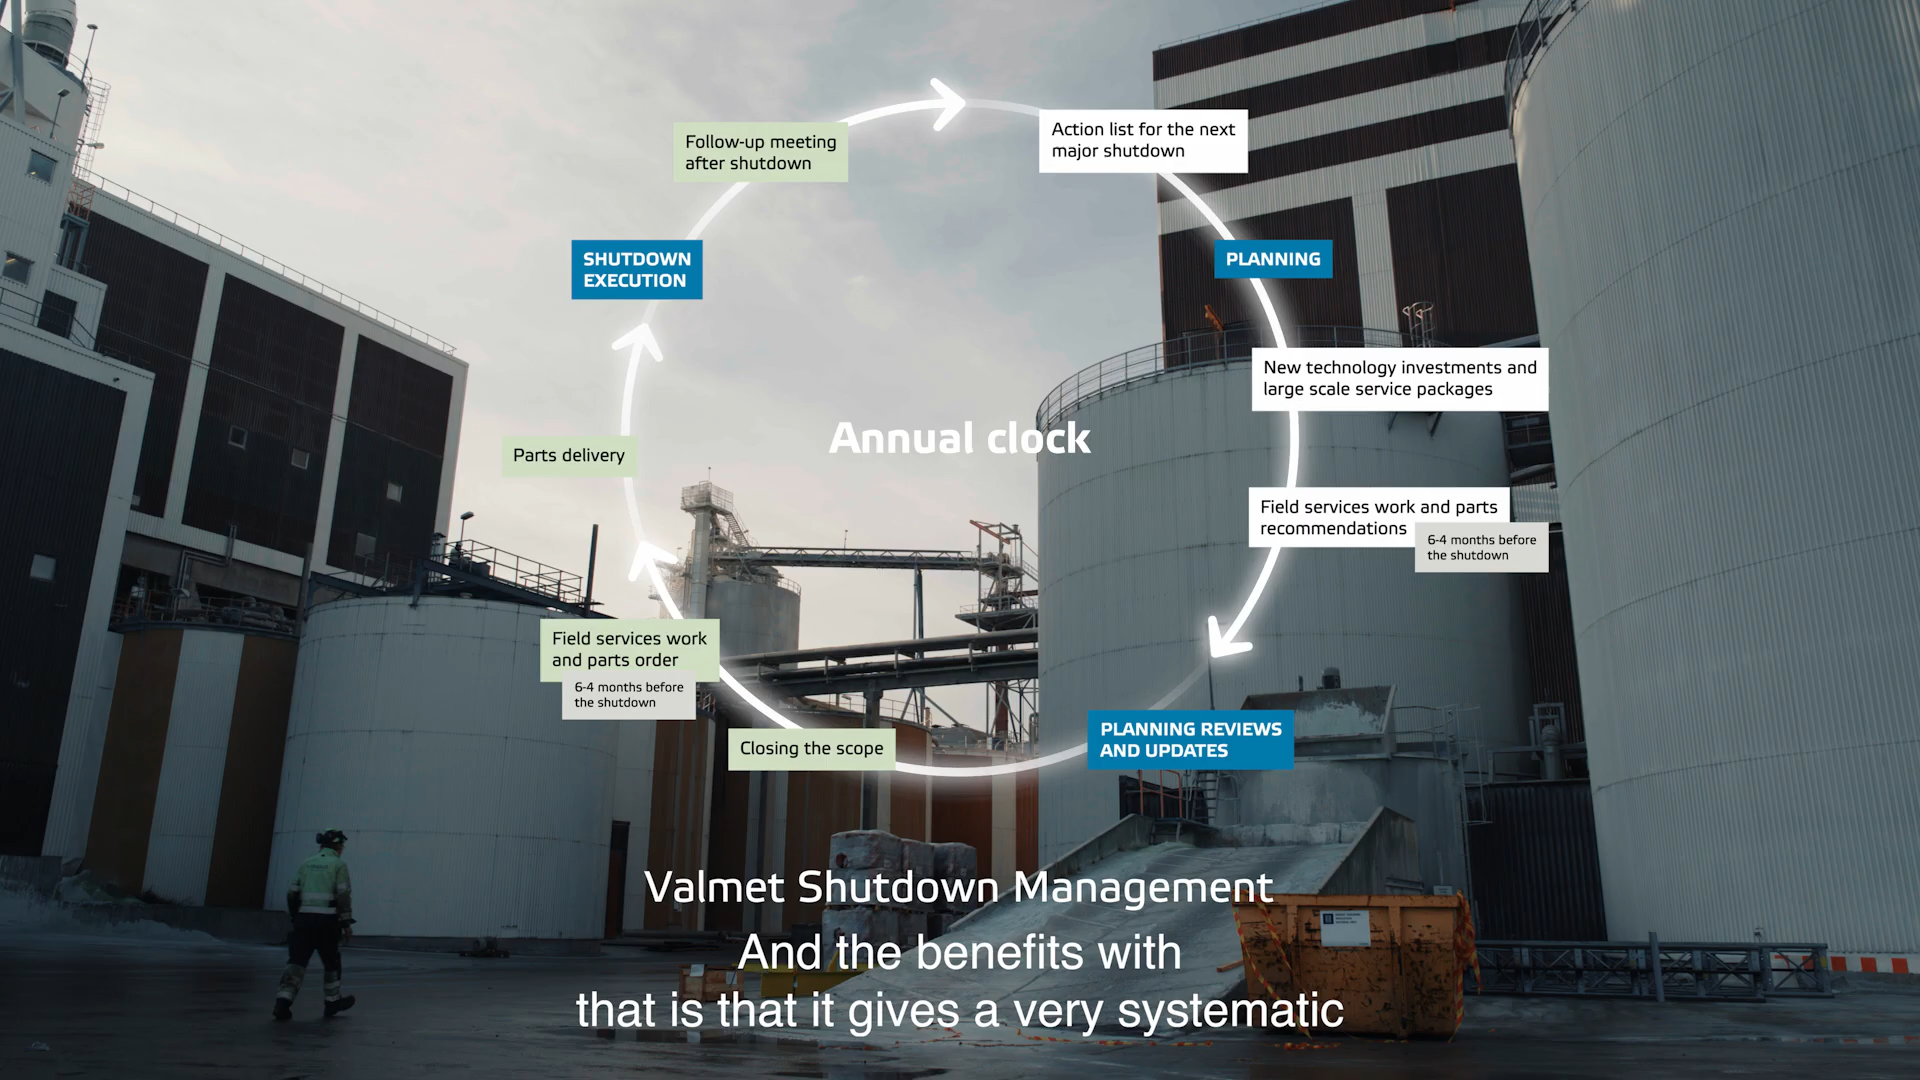 Follow-up meeting
after shutdown
Action list for the next
major shutdown
SHUTDOWN
EXECUTION
PLANNING
New technology investments and
large scale service packages
Annual clock
Parts delivery
Field services work and parts
recommendations
6-4 months before
the shutdown
Field services work
and parts order
6-4 months before
the shutdown
Closing the scope
PLANNING REVIEWS
AND UPDATES
Valmet Shutdown Management
And the benefits with
that is that it gives a very systematic